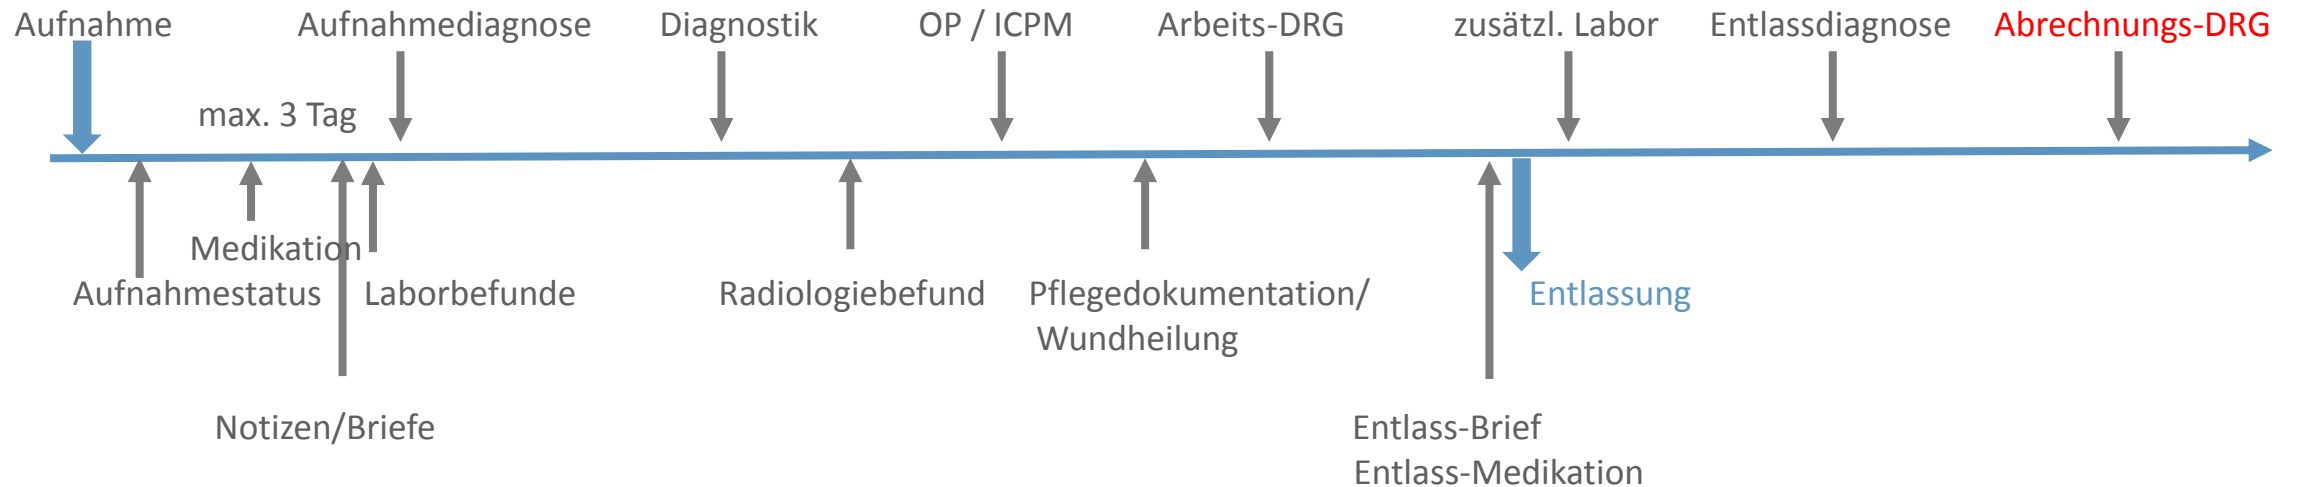 Aufnahme
Aufnahmediagnose
Diagnostik
OP / ICPM
Arbeits-DRG
zusätzl. Labor
Entlassdiagnose
Abrechnungs-DRG
max. 3 Tag
Medikation
Aufnahmestatus
Laborbefunde
Radiologiebefund
Pflegedokumentation/
Wundheilung
Entlassung
Notizen/Briefe
Entlass-Brief
Entlass-Medikation